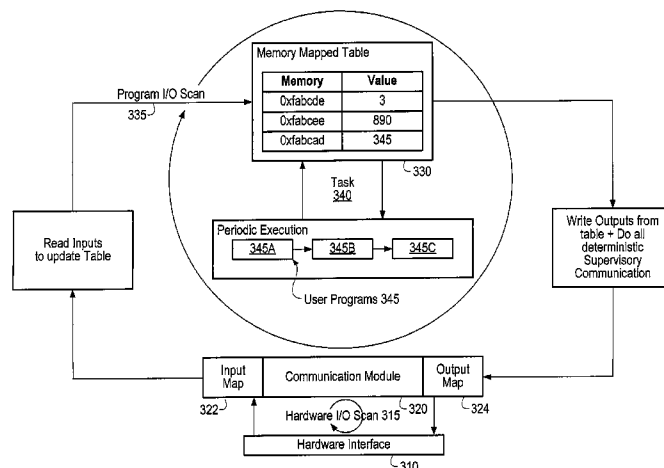 Memory Mapped Table
Memory Value
0xfabcde 3
0xfabcee 890
0xfabcad 345
330
Program I/O Scan
335
Task
340
Periodic Execution
345A 345B 345C
User Programs 345
Read Inputs
to update Table
Write Outputs from
table + Do all
deterministic
Supervisory
Communication
Input
Map
Communication Module
Output
Map
322
Hardware I/O Scan 315
320
324
Hardware Interface
310